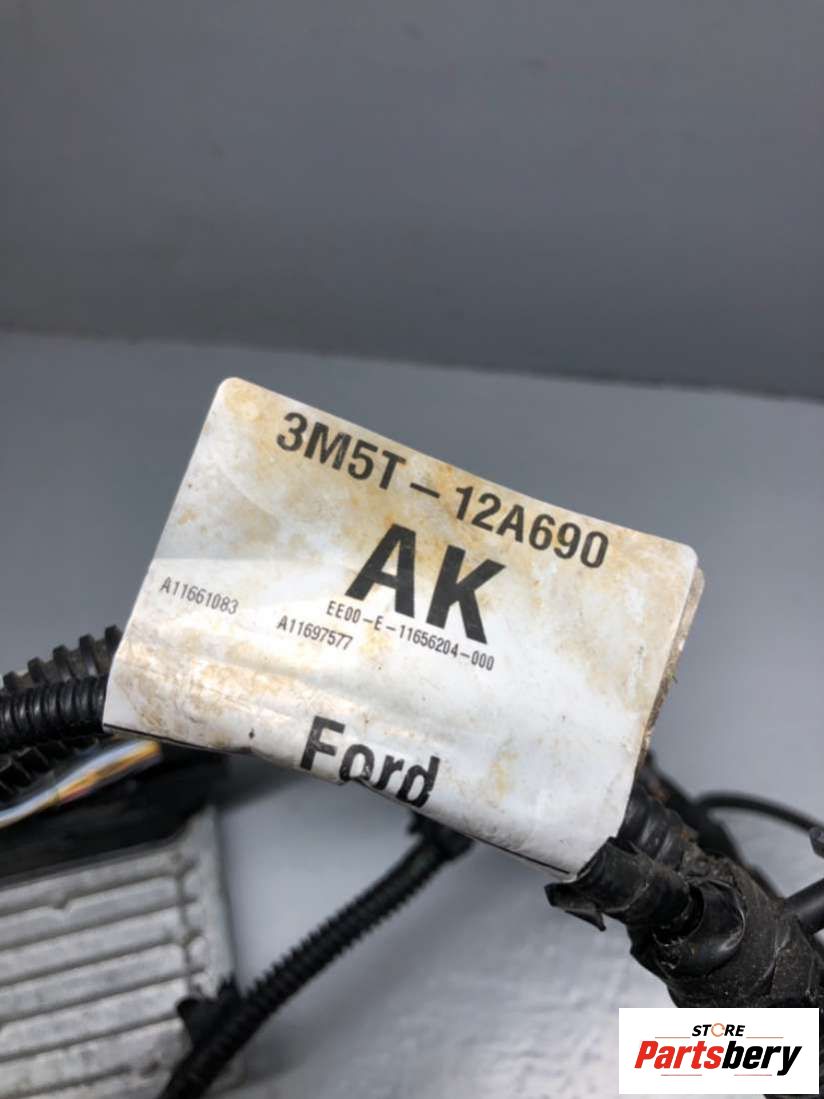 3M5T-12A690
AK
EE00-E-11656204-000
A11661083
A11697577
Ford
STORE
Partsbery